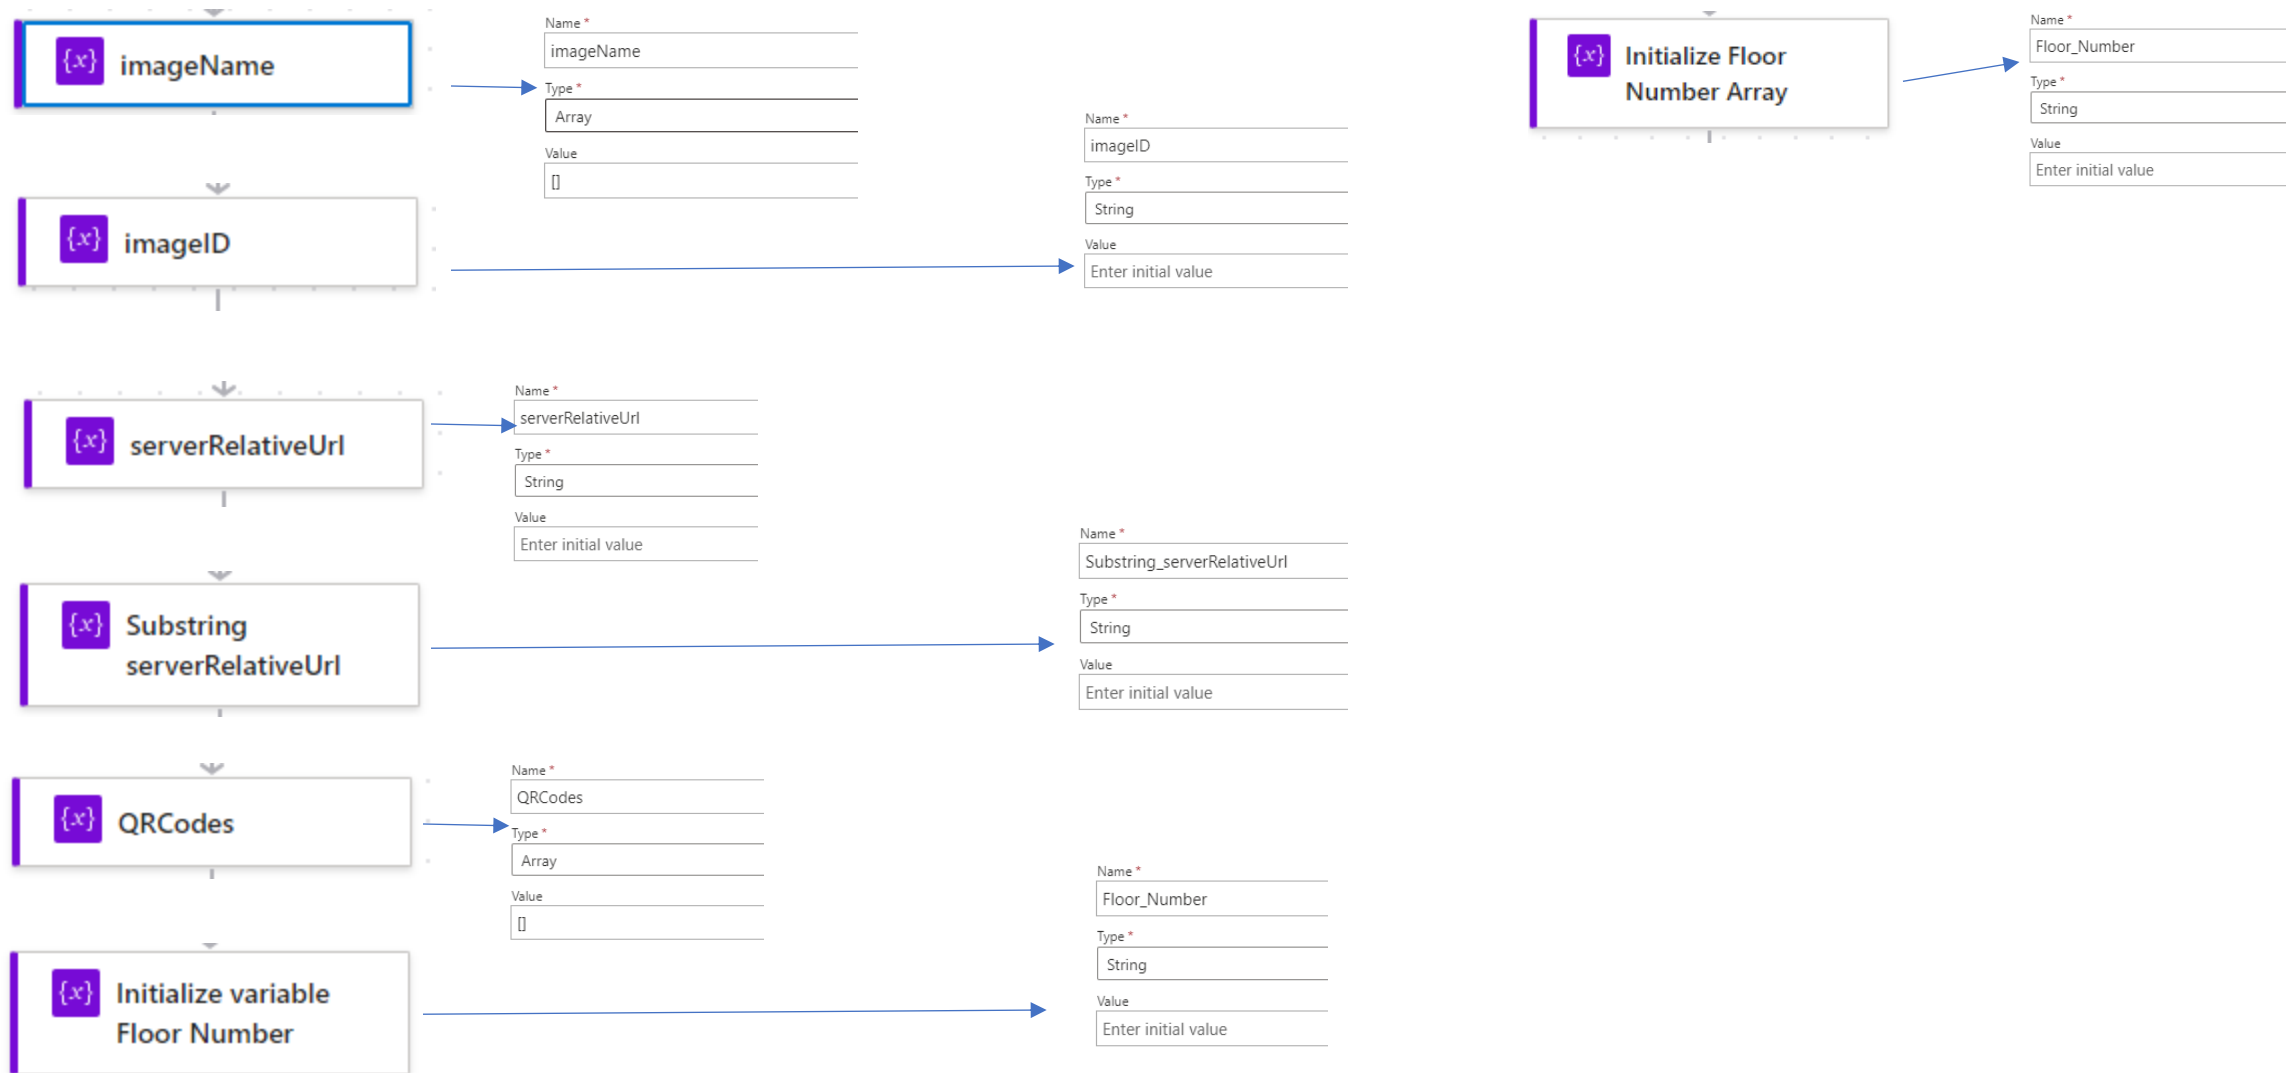 {x} imageName
Name *
imageName
Type *
Array
Value
[]
{x} imageID
Name *
imageID
Type *
String
Value
Enter initial value
{x} serverRelativeUrl
Name *
serverRelativeUrl
Type *
String
Value
Enter initial value
{x} Substring
serverRelativeUrl
Name *
Substring_serverRelativeUrl
Type *
String
Value
Enter initial value
{x} QRCodes
Name *
QRCodes
Type *
Array
Value
[]
{x} Initialize variable
Floor Number
Name *
Floor_Number
Type *
String
Value
Enter initial value
{x} Initialize Floor
Number Array
Name *
Floor_Number
Type *
String
Value
Enter initial value